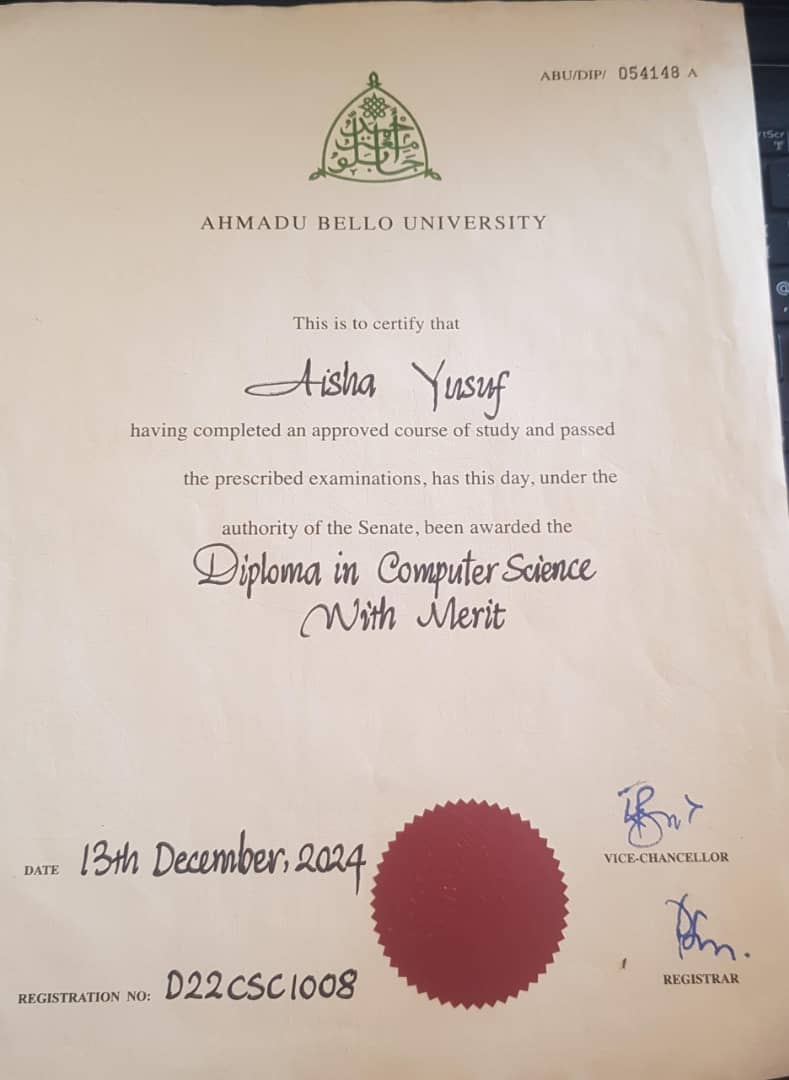 ABU/DIP/ 054148 A
AHMADU BELLO UNIVERSITY
This is to certify that
Aisha Yusuf
having completed an approved course of study and passed
the prescribed examinations, has this day, under the
authority of the Senate, been awarded the
Diploma in Computer Science
With Merit
DATE 13th December, 2024
VICE-CHANCELLOR
REGISTRAR
REGISTRATION NO: D22CSC1008